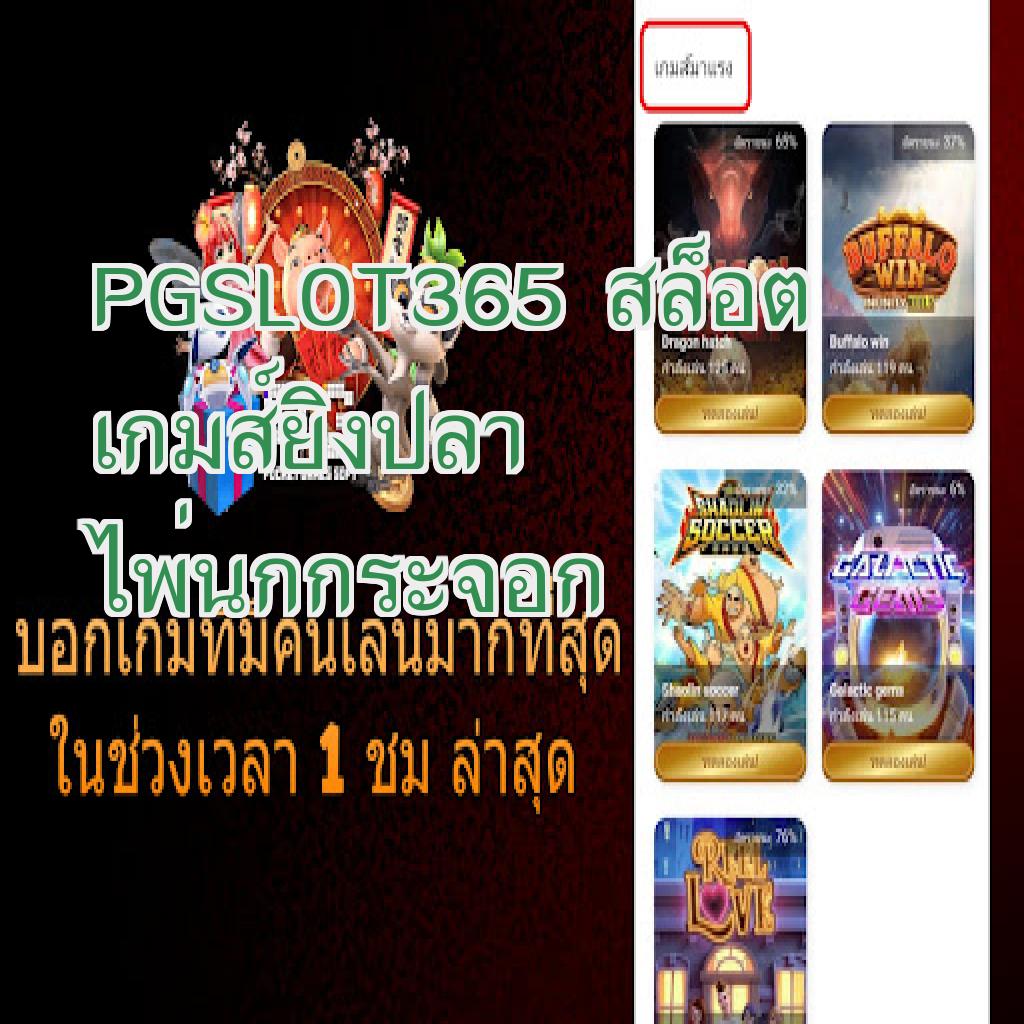 PGSLOT365 สล็อต
เกมส์ยิงปลา
ไพ่นกกระจอก
บอกเกมที่มีคนเล่นมากที่สุด
ในช่วงเวลา 1 ชม ล่าสุด
เกมส์มาแรง
อัตราชนะ 68%
Dragon hatch
กำลังเล่น 125 คน
ทดลองเล่น!
อัตราชนะ 37%
BUFFALO
WIN
Buffalo win
กำลังเล่น 119 คน
ทดลองเล่น!
SHAOLIN
SOCCER
Shaolin soccer
กำลังเล่น 117 คน
ทดลองเล่น!
อัตราชนะ 6%
GALACTIC
GEMS
Galactic gems
กำลังเล่น 115 คน
ทดลองเล่น!
อัตราชนะ 76%
REEL
LOVE